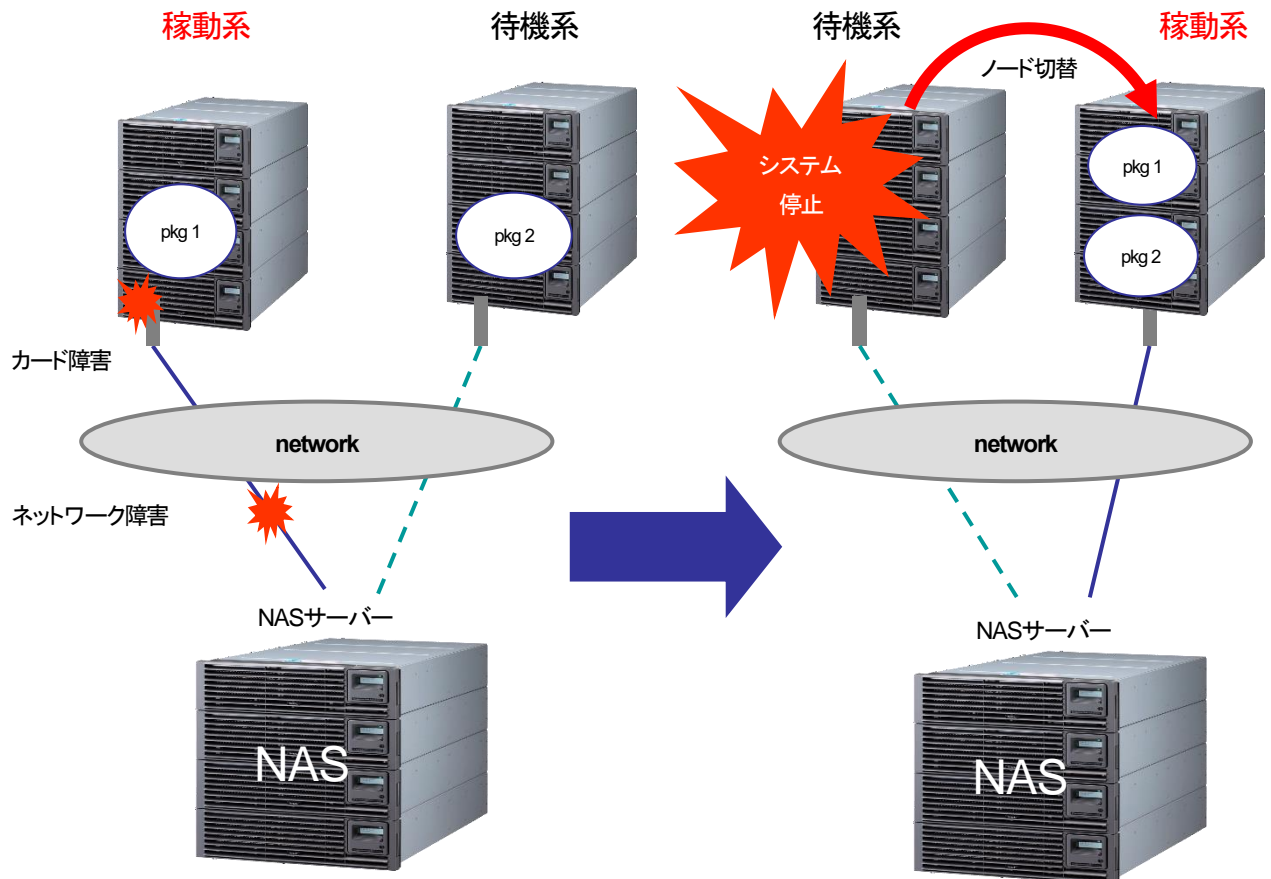 稼動系
待機系
待機系
稼動系
ノード切替
システム
停止
pkg 1
pkg 2
pkg 1
pkg 2
カード障害
network
network
ネットワーク障害
NASサーバー
NASサーバー
NAS
NAS